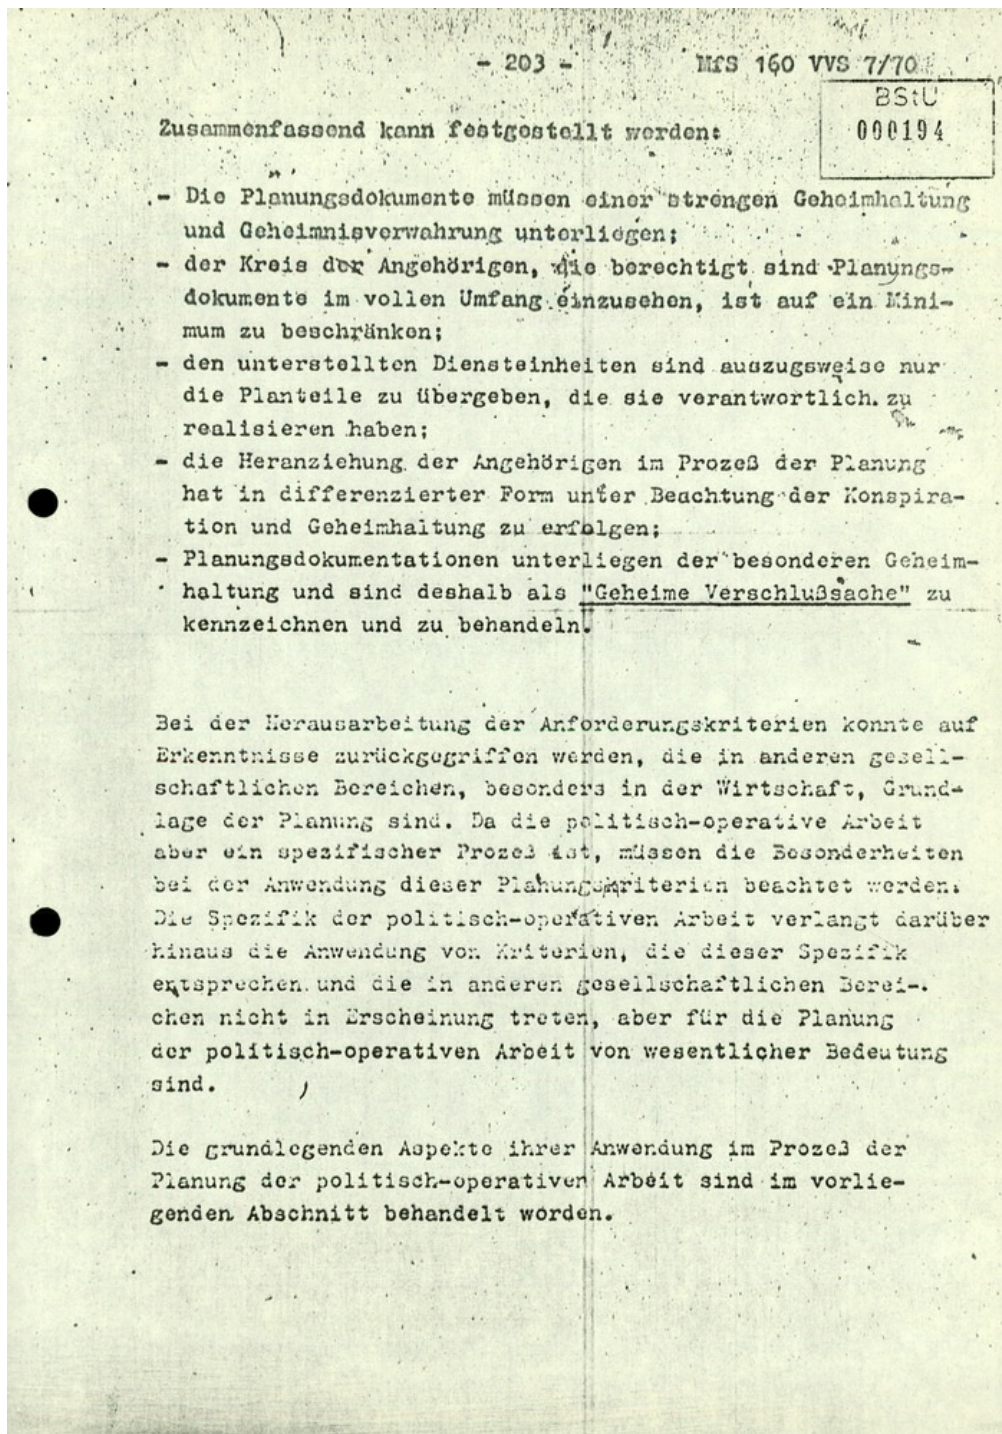 - 203 -
MfS 160 VVS 7/70
BStU
000194
Zusammenfassend kann festgestellt werden:
- Die Planungsdokumente müssen einer strengen Geheimhaltung
und Geheimnisverwahrung unterliegen;
- der Kreis der Angehörigen, die berechtigt sind Planungs-
dokumente im vollen Umfang einzusehen, ist auf ein Mini-
mum zu beschränken;
- den unterstellten Diensteinheiten sind auszugsweise nur
die Planteile zu übergeben, die sie verantwortlich zu
realisieren haben;
- die Heranziehung der Angehörigen im Prozeß der Planung
hat in differenzierter Form unter Beachtung der Konspira-
tion und Geheimhaltung zu erfolgen;
- Planungsdokumentationen unterliegen der besonderen Geheim-
haltung und sind deshalb als "Geheime Verschlußsache" zu
kennzeichnen und zu behandeln.
Bei der Herausarbeitung der Anforderungskriterien konnte auf
Erkenntnisse zurückgegriffen werden, die in anderen gesell-
schaftlichen Bereichen, besonders in der Wirtschaft, Grund-
lage der Planung sind. Da die politisch-operative Arbeit
aber ein spezifischer Prozeß ist, müssen die Besonderheiten
bei der Anwendung dieser Planungskriterien beachtet werden.
Die Spezifik der politisch-operativen Arbeit verlangt darüber
hinaus die Anwendung von Kriterien, die dieser Spezifik
entsprechen und die in anderen gesellschaftlichen Berei-
chen nicht in Erscheinung treten, aber für die Planung
der politisch-operativen Arbeit von wesentlicher Bedeutung
sind.
Die grundlegenden Aspekte ihrer Anwendung im Prozeß der
Planung der politisch-operativen Arbeit sind im vorlie-
genden Abschnitt behandelt worden.